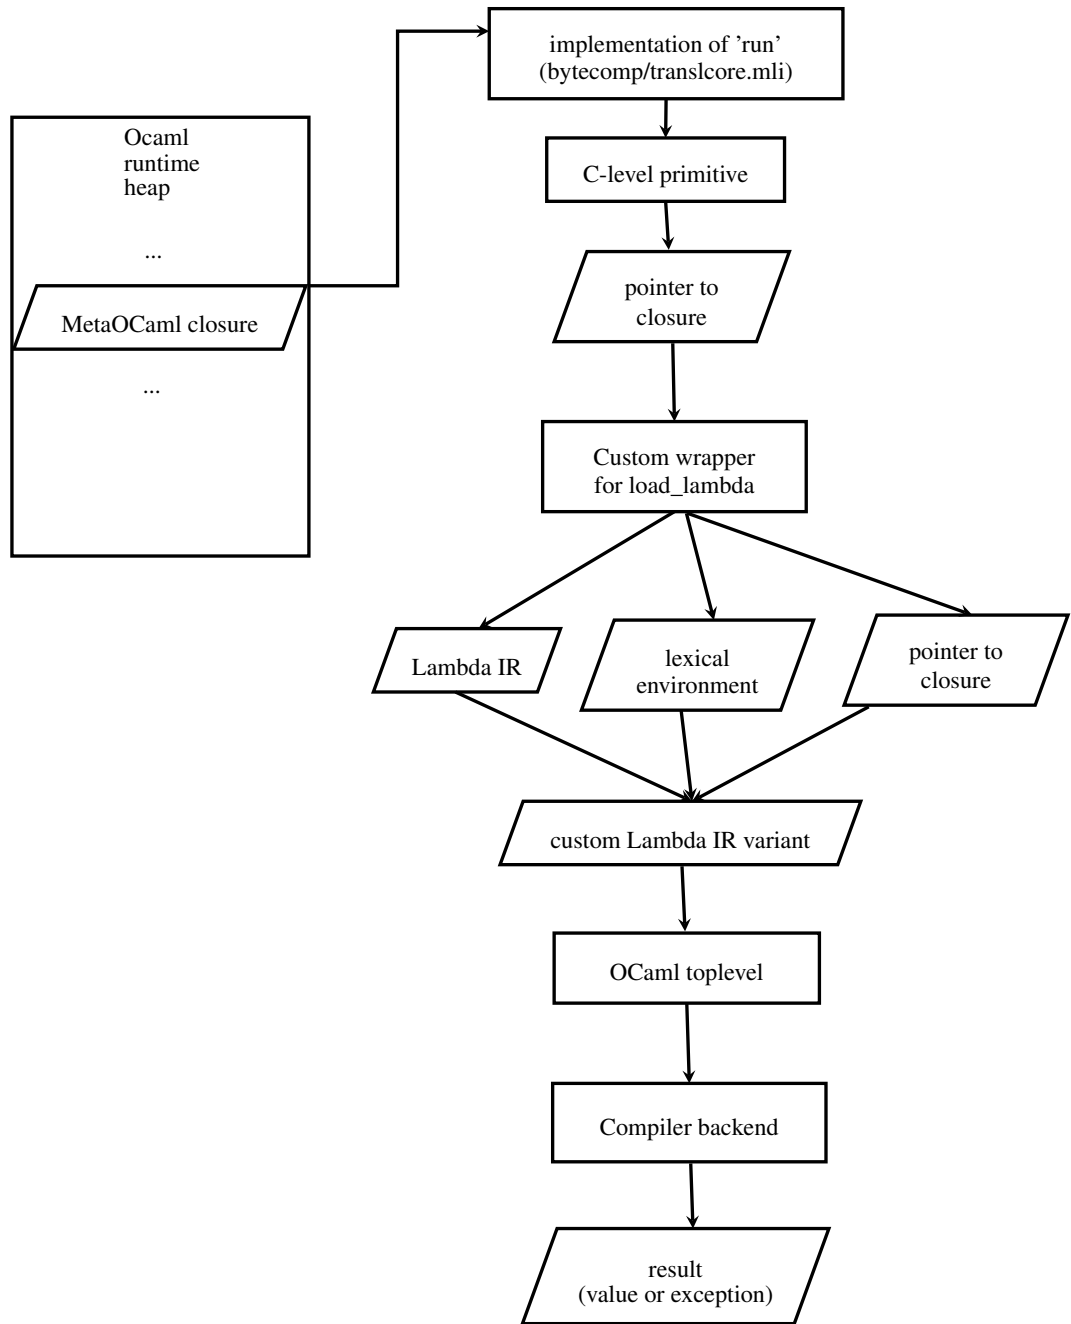 implementation of ’run’
(bytecomp/translcore.mli)
Ocaml
runtime
heap
...
MetaOCaml closure
...
C-level primitive
pointer to
closure
Custom wrapper
for load_lambda
Lambda IR
lexical
environment
pointer to
closure
custom Lambda IR variant
OCaml toplevel
Compiler backend
result
(value or exception)